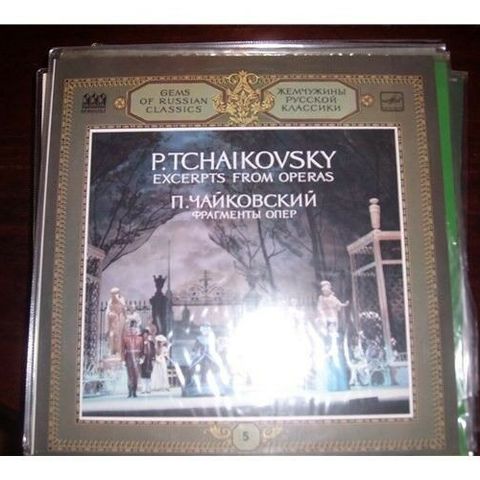 GEMS
OF RUSSIAN
CLASSICS
ЖЕМЧУЖИНЫ
РУССКОЙ
КЛАССИКИ
P.TCHAIKOVSKY
EXCERPTS FROM OPERAS
П.ЧАЙКОВСКИЙ
ФРАГМЕНТЫ ОПЕР
5